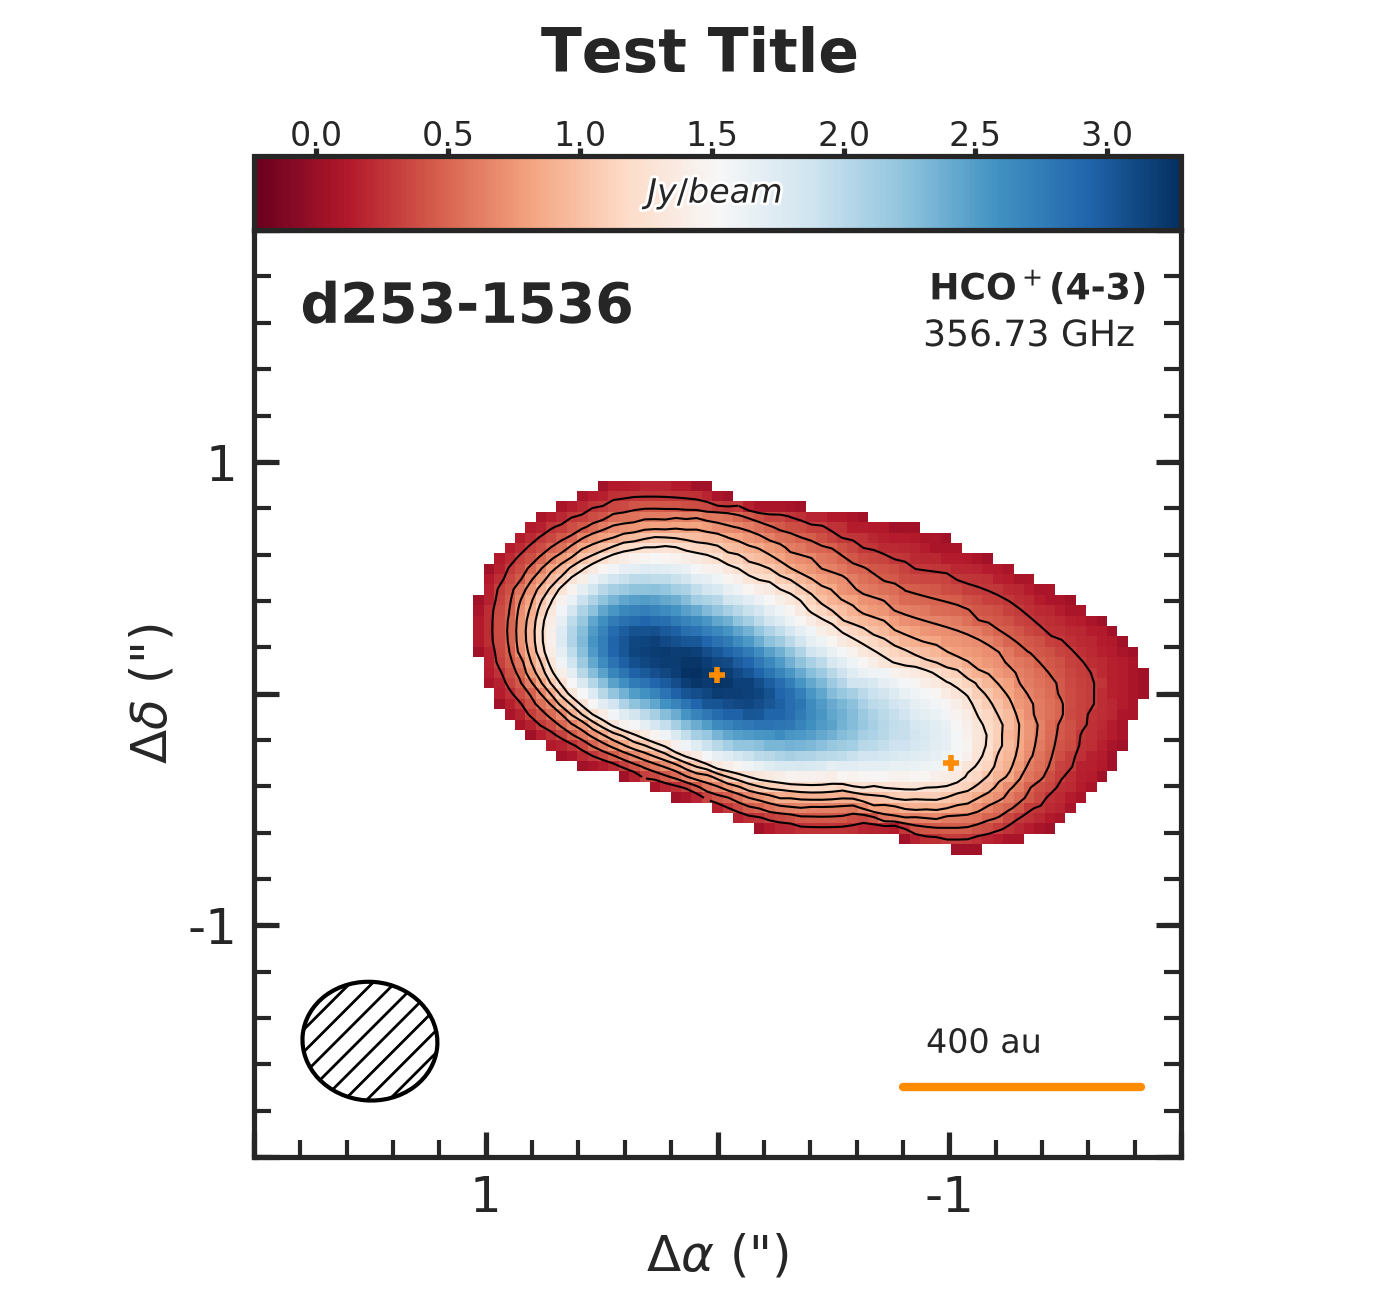 Test Title
0.0 0.5 1.0 1.5 2.0 2.5 3.0
Jy/beam
d253-1536
HCO⁺(4-3)
356.73 GHz
1
-1
Δδ (")
400 au
1 -1
Δα (")